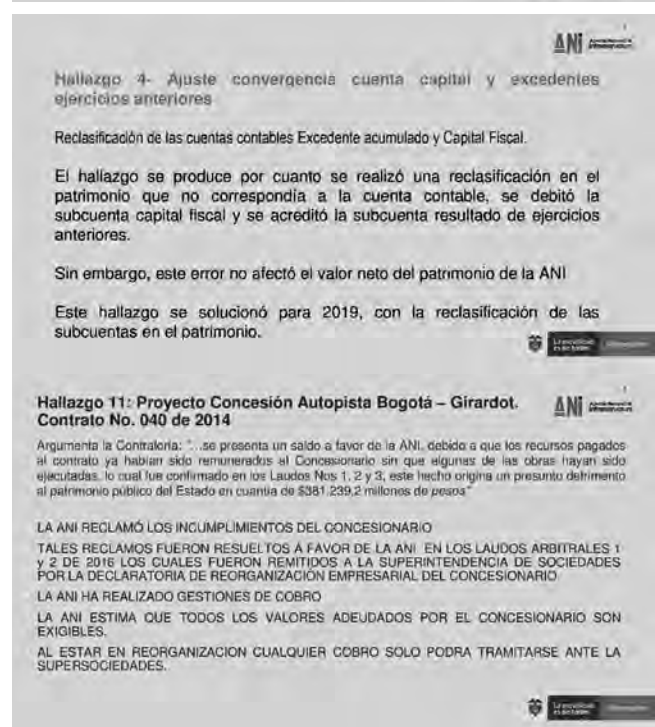 ANI
Hallazgo 4- Ajuste convergencia cuenta capital y excedentes
ejercicios anteriores
Reclasificación de las cuentas contables Excedente acumulado y Capital Fiscal.
El hallazgo se produce por cuanto se realizó una reclasificación en el
patrimonio que no correspondía a la cuenta contable, se debitó la
subcuenta capital fiscal y se acreditó la subcuenta resultado de ejercicios
anteriores.
Sin embargo, este error no afectó el valor neto del patrimonio de la ANI
Este hallazgo se solucionó para 2019, con la reclasificación de las
subcuentas en el patrimonio.
Hallazgo 11: Proyecto Concesión Autopista Bogotá – Girardot.
Contrato No. 040 de 2014
ANI
Argumenta la Contraloría: "...se presenta un saldo a favor de la ANI, debido a que los recursos pagados
al contrato ya habían sido remunerados al Concesionario sin que algunas de las obras hayan sido
ejecutadas, lo cual fue confirmado en los Laudos Nos 1, 2 y 3, este hecho origina un presunto detrimento
al patrimonio público del Estado en cuantía de $381.239,2 millones de pesos"
LA ANI RECLAMÓ LOS INCUMPLIMIENTOS DEL CONCESIONARIO
TALES RECLAMOS FUERON RESUELTOS A FAVOR DE LA ANI EN LOS LAUDOS ARBITRALES 1
y 2 DE 2016 LOS CUALES FUERON REMITIDOS A LA SUPERINTENDENCIA DE SOCIEDADES
POR LA DECLARATORIA DE REORGANIZACIÓN EMPRESARIAL DEL CONCESIONARIO
LA ANI HA REALIZADO GESTIONES DE COBRO
LA ANI ESTIMA QUE TODOS LOS VALORES ADEUDADOS POR EL CONCESIONARIO SON
EXIGIBLES.
AL ESTAR EN REORGANIZACION CUALQUIER COBRO SOLO PODRA TRAMITARSE ANTE LA
SUPERSOCIEDADES.